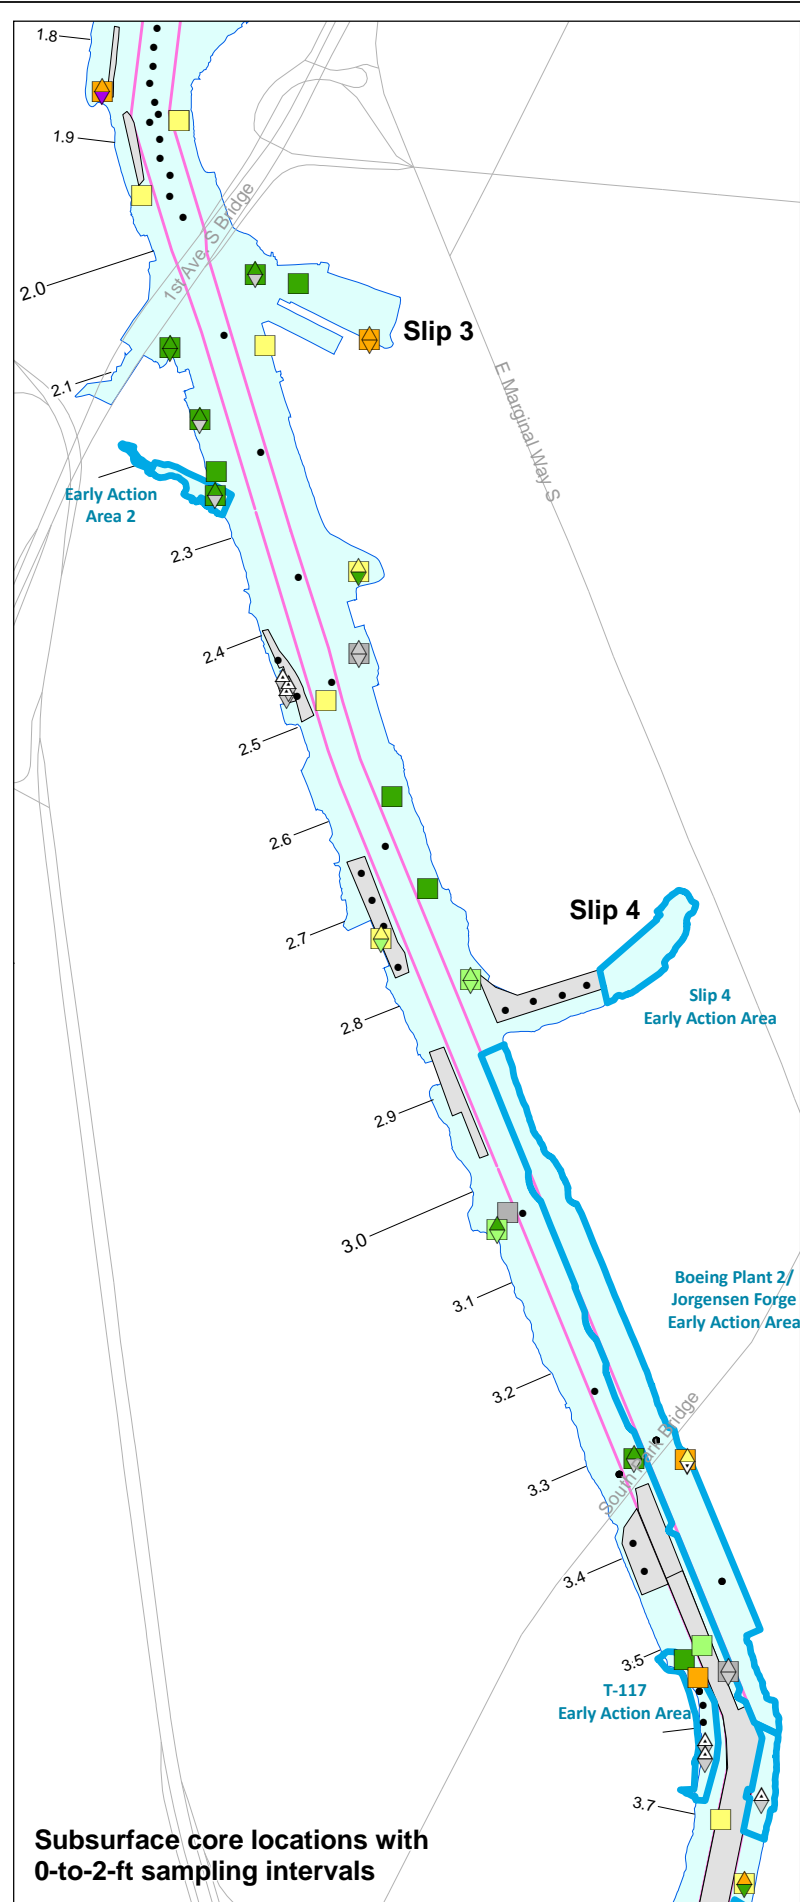 1.8
1.9
1st Ave. S Bridge
2.0
Slip 3
2.1
E Marginal Way S
Early Action
Area 2
2.3
2.4
2.5
2.6
Slip 4
2.7
Slip 4
Early Action Area
2.8
2.9
3.0
Boeing Plant 2/
Jorgensen Forge
Early Action Area
3.1
3.2
South Park Bridge
3.3
3.4
3.5
T-117
Early Action Area
3.7
Subsurface core locations with
0-to-2-ft sampling intervals